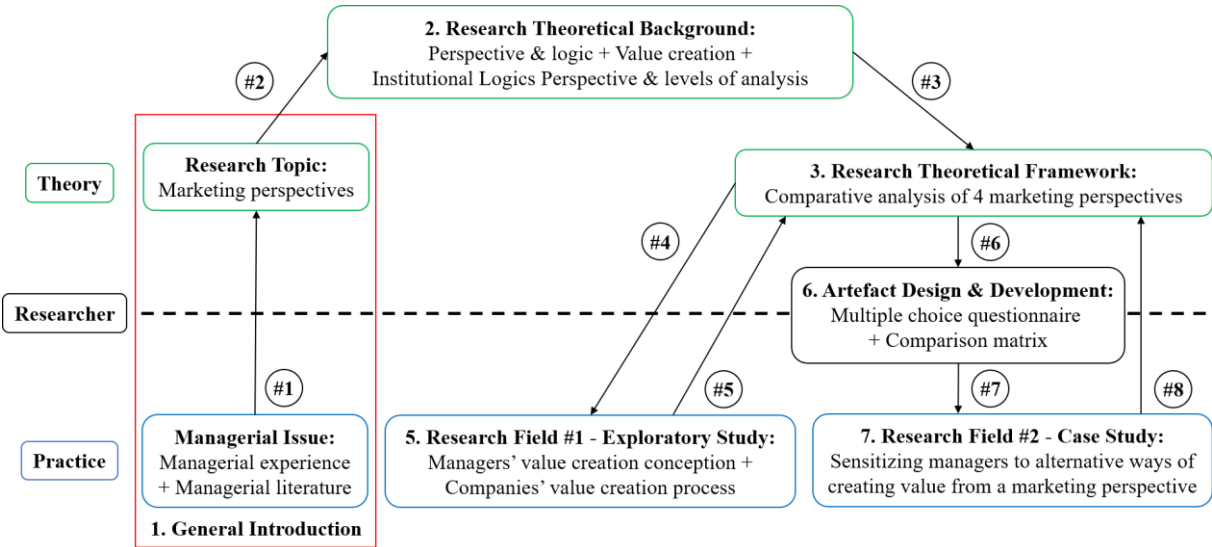 2. Research Theoretical Background:
Perspective & logic + Value creation +
Institutional Logics Perspective & levels of analysis
#2
#3
Theory
Research Topic:
Marketing perspectives
3. Research Theoretical Framework:
Comparative analysis of 4 marketing perspectives
#4
#6
Researcher
6. Artefact Design & Development:
Multiple choice questionnaire
+ Comparison matrix
#1
#5
#7
#8
Practice
Managerial Issue:
Managerial experience
+ Managerial literature
1. General Introduction
5. Research Field #1 - Exploratory Study:
Managers' value creation conception +
Companies' value creation process
7. Research Field #2 - Case Study:
Sensitizing managers to alternative ways of
creating value from a marketing perspective